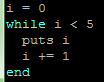 i = 0
while i < 5
  puts i
  i += 1
end